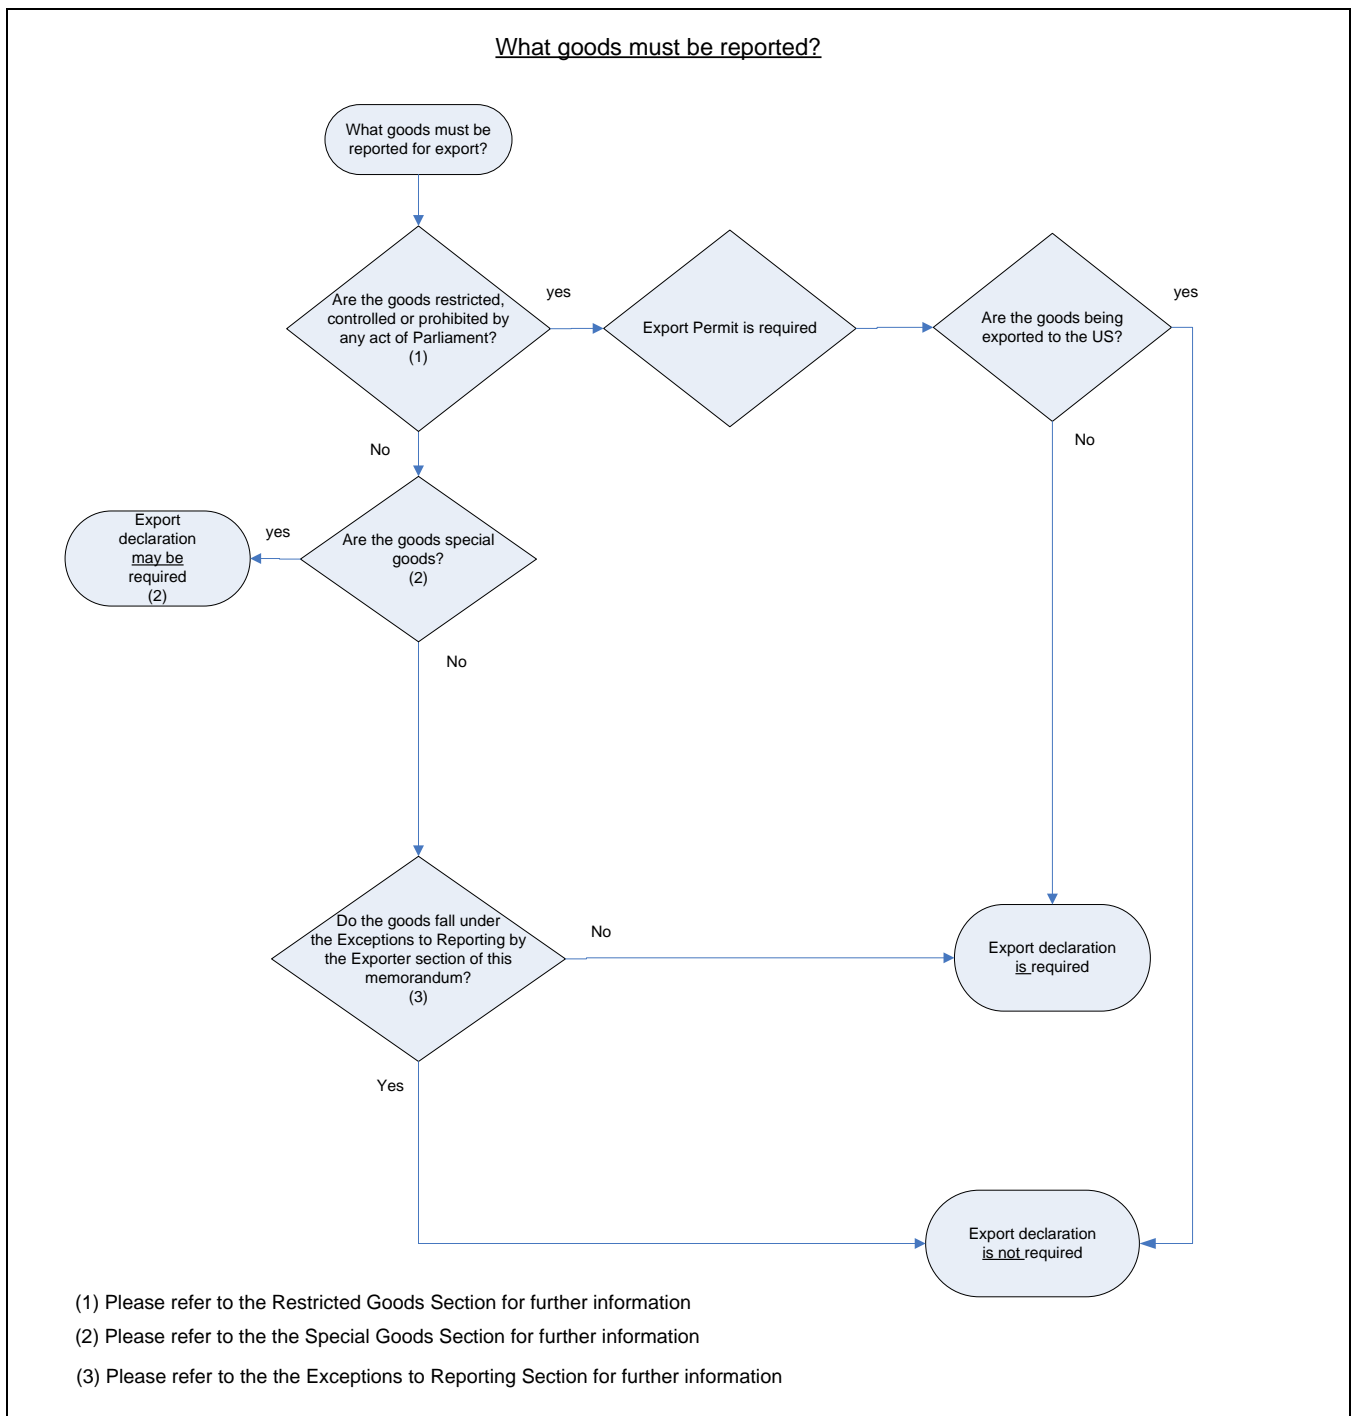 What goods must be reported?
What goods must be
reported for export?
Are the goods restricted,
controlled or prohibited by
any act of Parliament?
(1)
yes
Export Permit is required
Are the goods being
exported to the US?
yes
No
No
Export
declaration
may be
required
(2)
yes
Are the goods special
goods?
(2)
No
Do the goods fall under
the Exceptions to Reporting by
the Exporter section of this
memorandum?
(3)
No
Export declaration
is required
Yes
Export declaration
is not required
(1) Please refer to the Restricted Goods Section for further information
(2) Please refer to the the Special Goods Section for further information
(3) Please refer to the the Exceptions to Reporting Section for further information